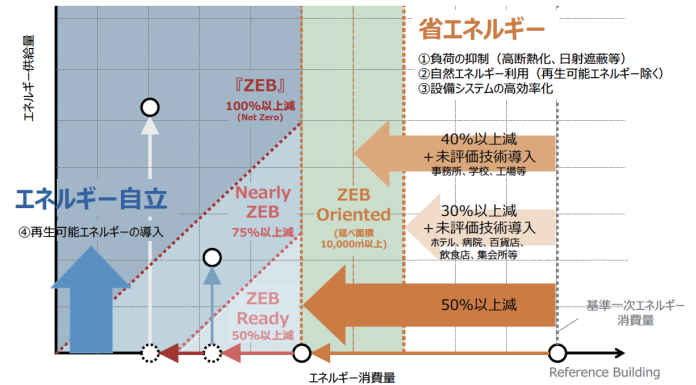 エネルギー供給量
省エネルギー
①負荷の抑制（高断熱化、日射遮蔽等）
②自然エネルギー利用（再生可能エネルギー除く）
③設備システムの高効率化
『ZEB』
100%以上減
(Net Zero)
40%以上減
＋未評価技術導入
事務所、学校、工場等
エネルギー自立
④再生可能エネルギーの導入
Nearly
ZEB
75%以上減
ZEB
Oriented
(延べ面積
10,000㎡以上)
30%以上減
＋未評価技術導入
ホテル、病院、百貨店、
飲食店、集会所等
ZEB
Ready
50%以上減
50%以上減
基準一次エネルギー
消費量
エネルギー消費量
Reference Building